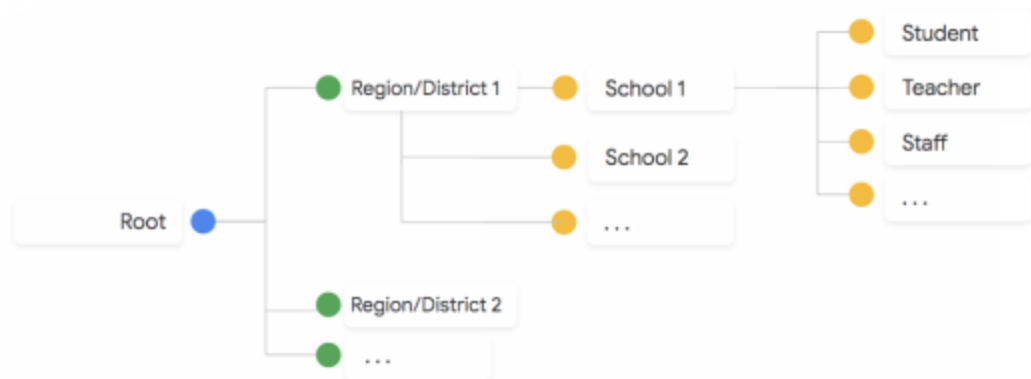 Root
Region/District 1
School 1
Student
Teacher
Staff
...
School 2
...
Region/District 2
...